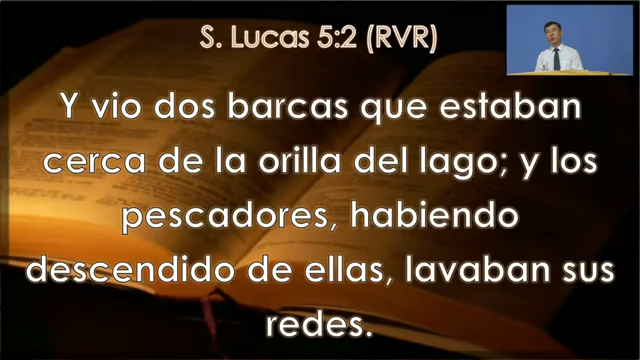 S. Lucas 5:2 (RVR)
Y vio dos barcas que estaban
cerca de la orilla del lago; y los
pescadores, habiendo
descendido de ellas, lavaban sus
redes.